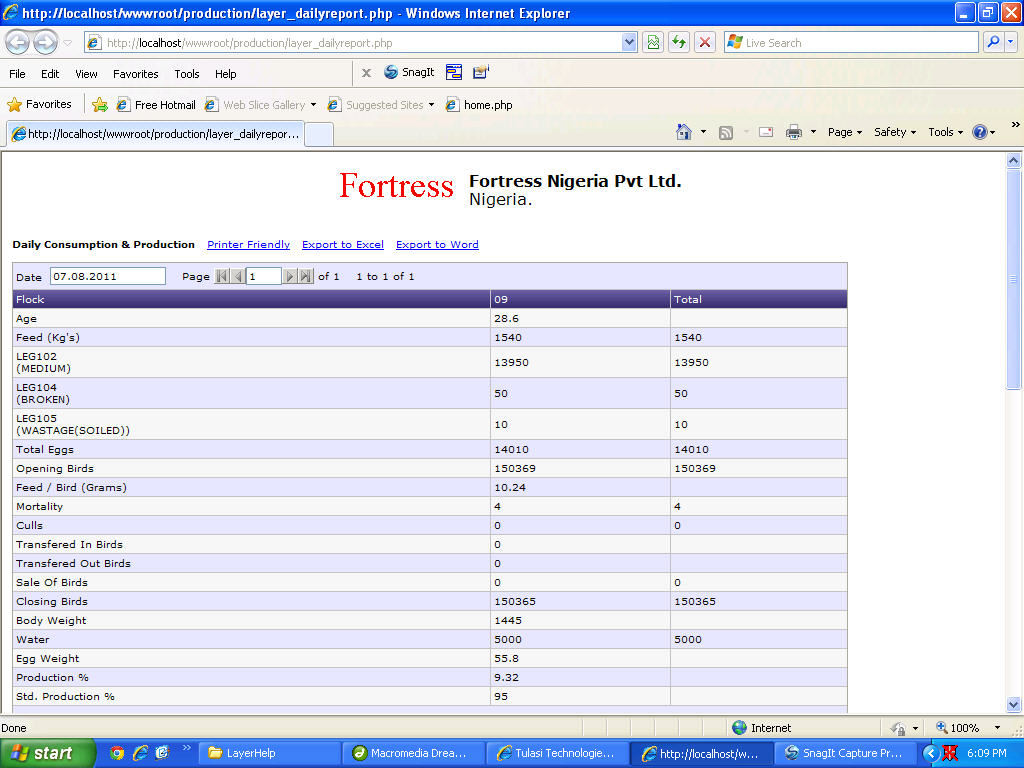 http://localhost/wwwroot/production/layer_dailyreport.php - Windows Internet Explorer
http://localhost/wwwroot/production/layer_dailyreport.php Live Search
File Edit View Favorites Tools Help x SnagIt
Favorites Free Hotmail Web Slice Gallery Suggested Sites home.php
http://localhost/wwwroot/production/layer_dailyrepor... Page Safety Tools
Fortress Fortress Nigeria Pvt Ltd.
Nigeria.
Daily Consumption & Production Printer Friendly Export to Excel Export to Word
Date 07.08.2011 Page 1 of 1 1 to 1 of 1
Flock 09 Total
Age 28.6
Feed (Kg's) 1540 1540
LEG102
(MEDIUM) 13950 13950
LEG104
(BROKEN) 50 50
LEG105
(WASTAGE(SOILED)) 10 10
Total Eggs 14010 14010
Opening Birds 150369 150369
Feed / Bird (Grams) 10.24
Mortality 4 4
Culls 0 0
Transfered In Birds 0
Transfered Out Birds 0
Sale Of Birds 0 0
Closing Birds 150365 150365
Body Weight 1445
Water 5000 5000
Egg Weight 55.8
Production % 9.32
Std. Production % 95
Done Internet 100%
start LayerHelp Macromedia Drea... Tulasi Technologie... http://localhost/w... SnagIt Capture Pr... 6:09 PM